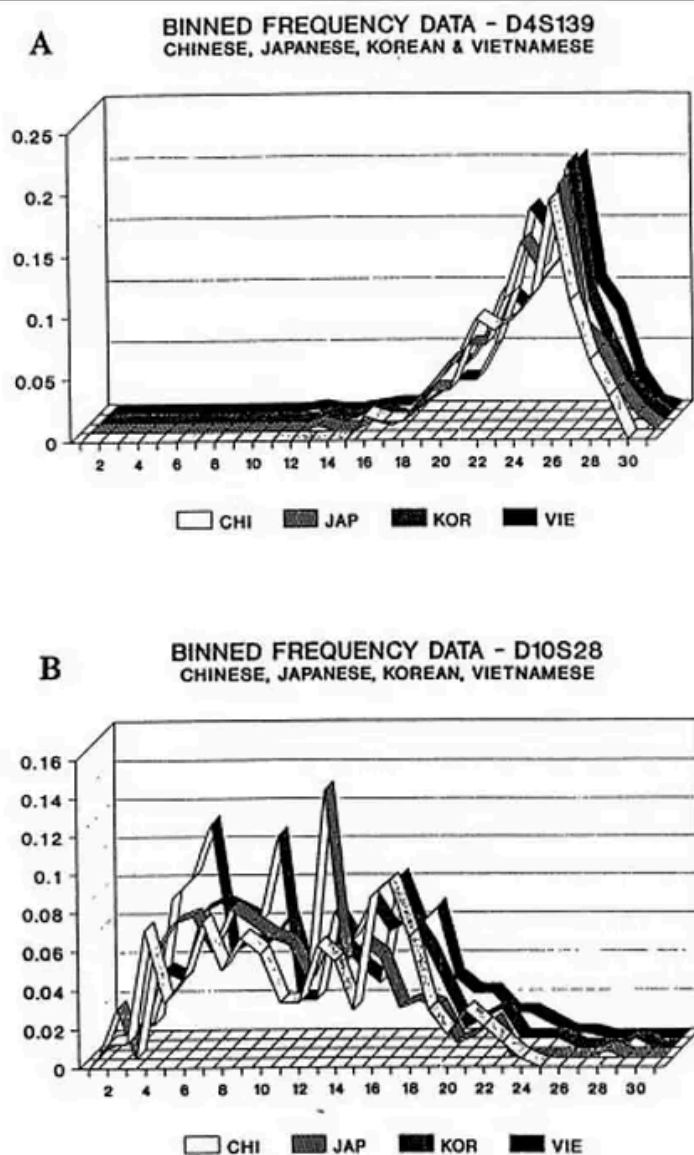 A
BINNED FREQUENCY DATA - D4S139
CHINESE, JAPANESE, KOREAN & VIETNAMESE
0.25
0.2
0.15
0.1
0.05
0
2 4 6 8 10 12 14 16 18 20 22 24 26 28 30
CHI JAP KOR VIE
B
BINNED FREQUENCY DATA - D10S28
CHINESE, JAPANESE, KOREAN, VIETNAMESE
0.16
0.14
0.12
0.1
0.08
0.06
0.04
0.02
0
2 4 6 8 10 12 14 16 18 20 22 24 26 28 30
CHI JAP KOR VIE